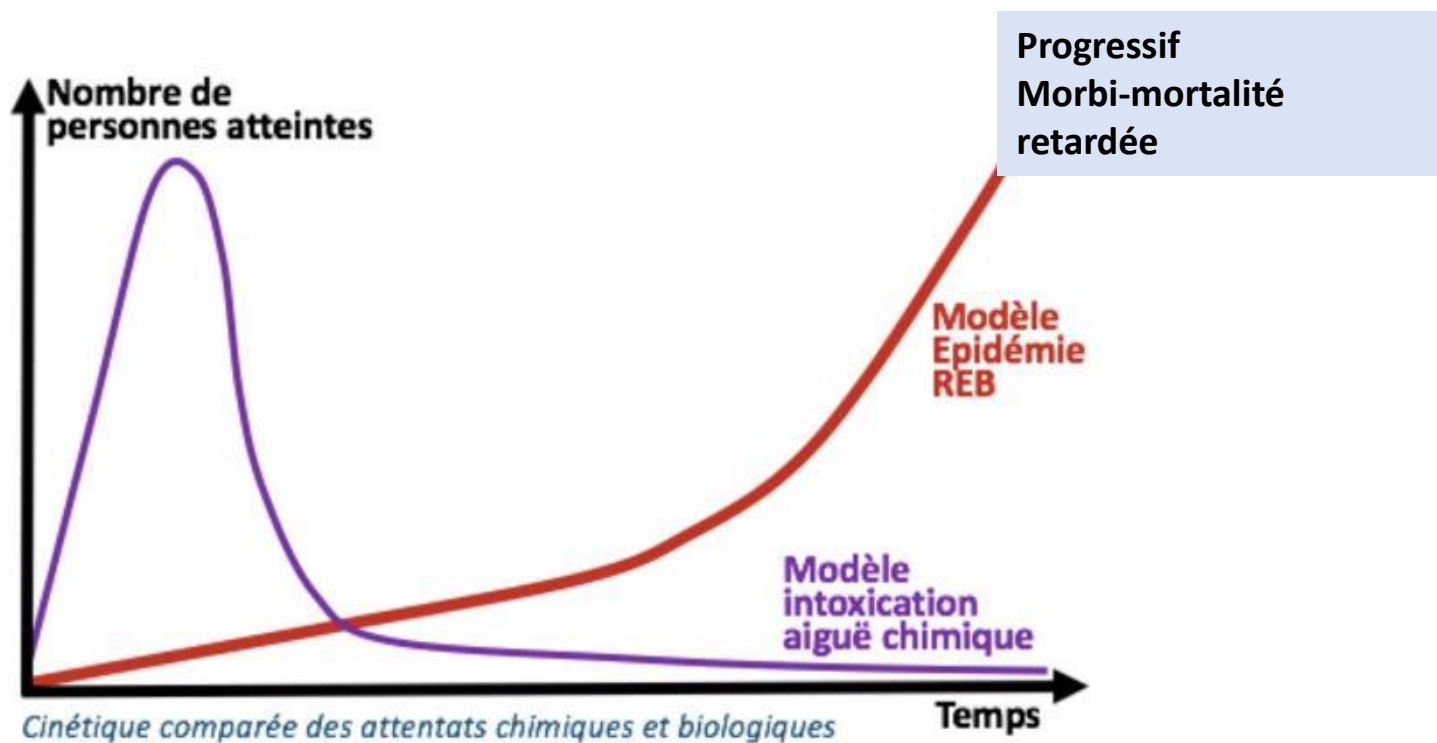 Progressif
Morbi-mortalité
retardée
Nombre de
personnes atteintes
Modèle
Epidémie
REB
Modèle
intoxication
aiguë chimique
Temps
Cinétique comparée des attentats chimiques et biologiques